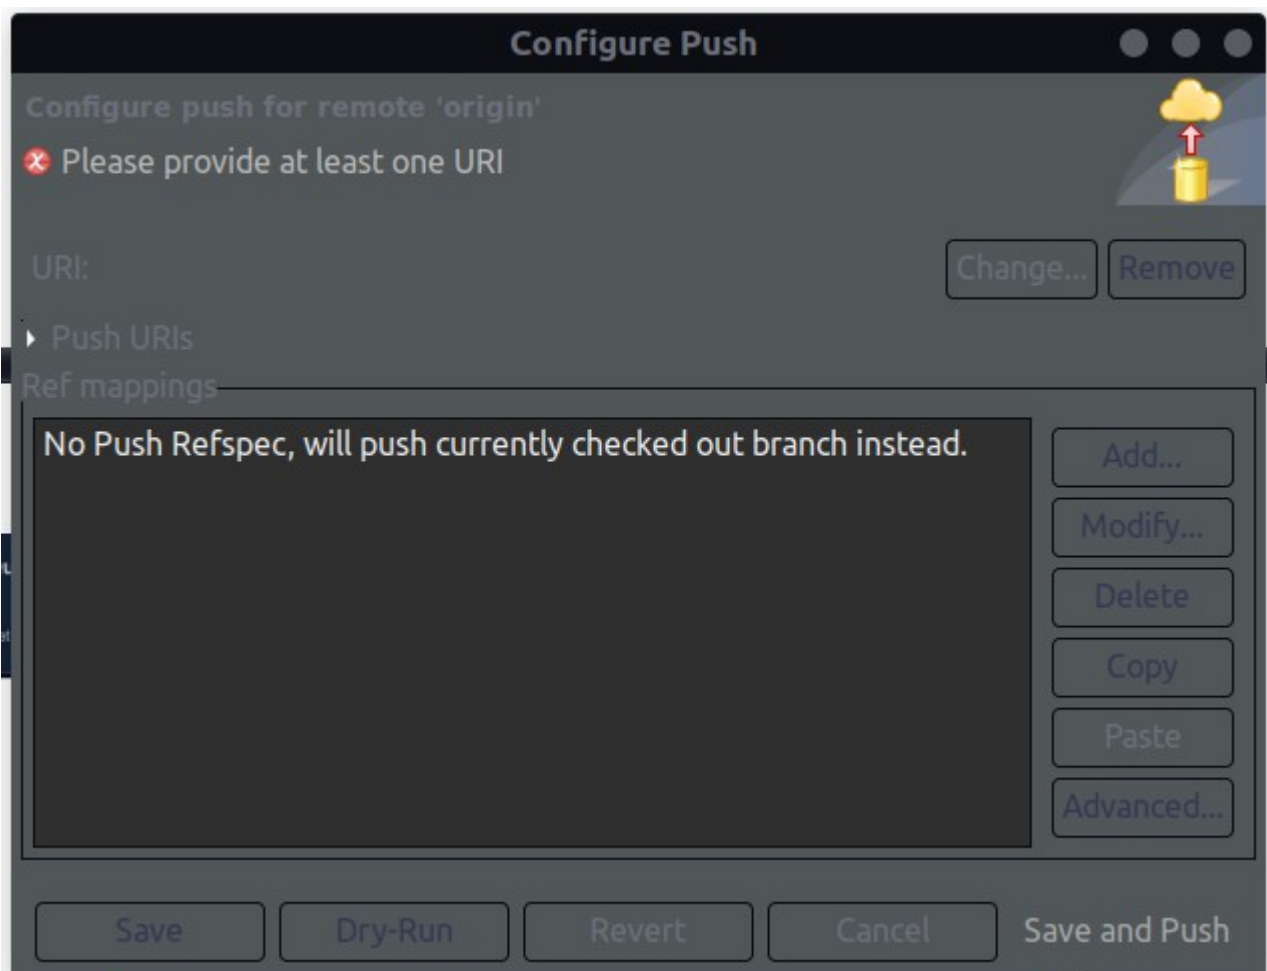 Configure Push
Configure push for remote 'origin'
Please provide at least one URI
URI:
Change...
Remove
Push URIs
Ref mappings
No Push Refspec, will push currently checked out branch instead.
Add...
Modify...
Delete
Copy
Paste
Advanced...
Save
Dry-Run
Revert
Cancel
Save and Push